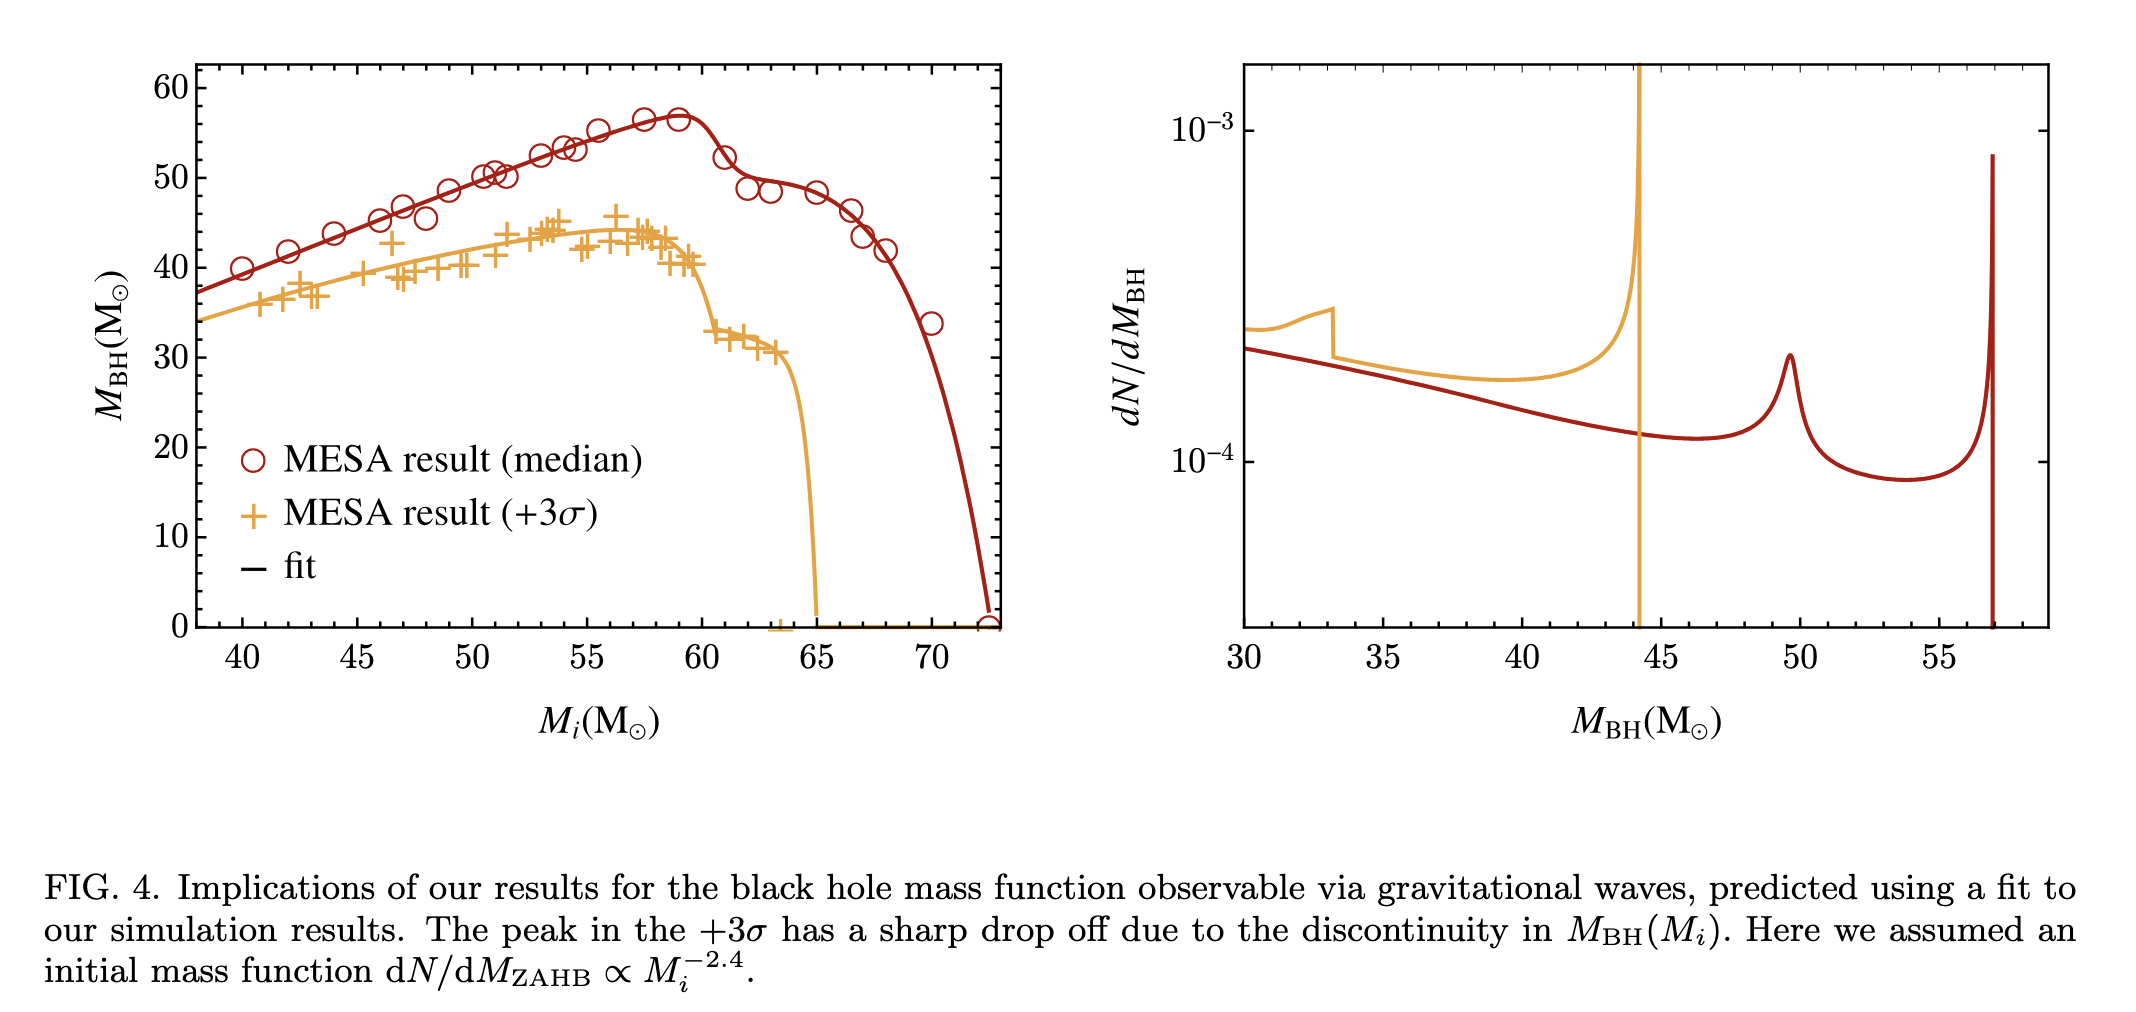 60
50
40
30
20
10
0
M_BH(M_⊙)
MESA result (median)
MESA result (+3σ)
fit
40 45 50 55 60 65 70
M_i(M_⊙)
10^−3
10^−4
dN/dM_BH
30 35 40 45 50 55
M_BH(M_⊙)
FIG. 4. Implications of our results for the black hole mass function observable via gravitational waves, predicted using a fit to
our simulation results. The peak in the +3σ has a sharp drop off due to the discontinuity in M_BH(M_i). Here we assumed an
initial mass function dN/dM_ZAHB ∝ M_i^−2.4.